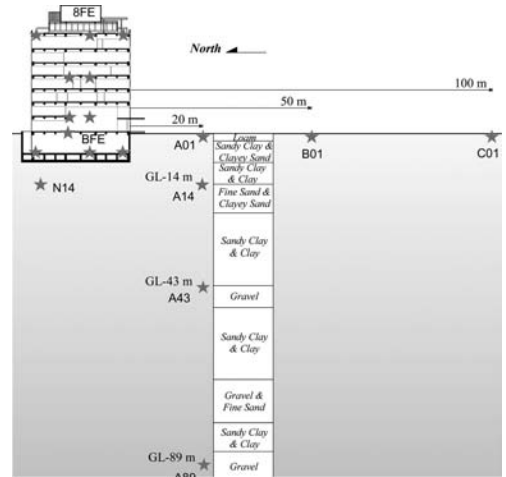 8FE
North
100 m
50 m
20 m
BFE
A01
B01
C01
N14
Loam
Sandy Clay &
Clayey Sand
Sandy Clay
& Clay
GL-14 m
A14
Fine Sand &
Clayey Sand
Sandy Clay
& Clay
GL-43 m
A43
Gravel
Sandy Clay
& Clay
Gravel &
Fine Sand
Sandy Clay
& Clay
GL-89 m
A89
Gravel